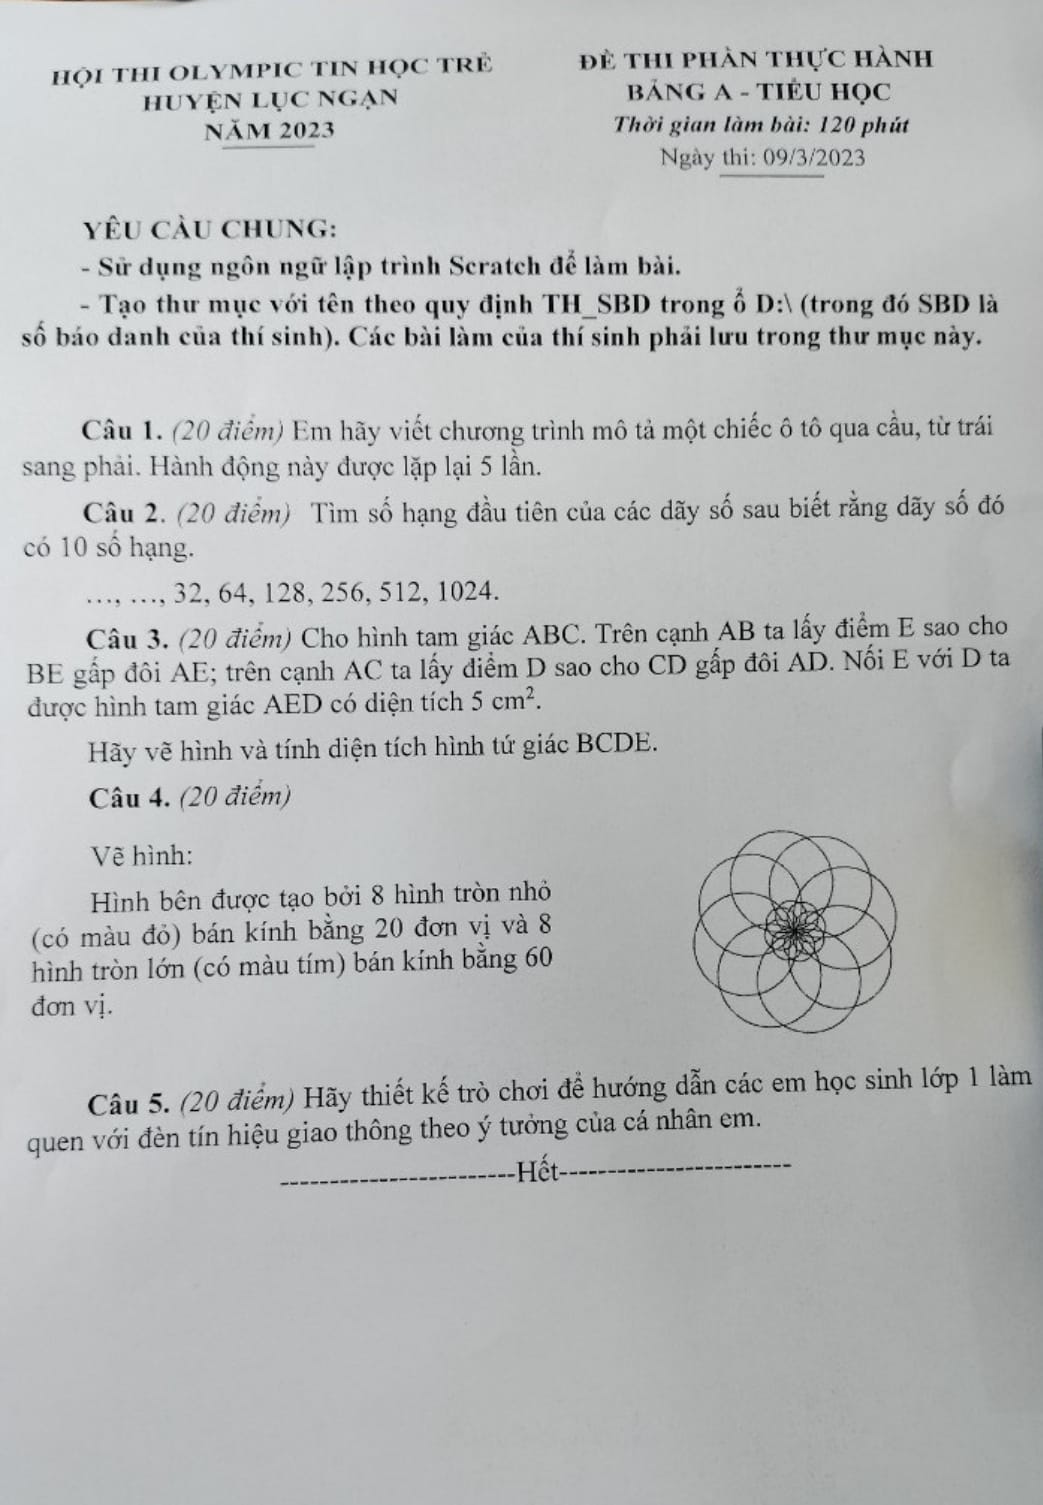 HỘI THI OLYMPIC TIN HỌC TRẺ
HUYỆN LỤC NGẠN
NĂM 2023
ĐỀ THI PHẦN THỰC HÀNH
BẢNG A - TIỂU HỌC
Thời gian làm bài: 120 phút
Ngày thi: 09/3/2023
YÊU CẦU CHUNG:
- Sử dụng ngôn ngữ lập trình Scratch để làm bài.
- Tạo thư mục với tên theo quy định TH_SBD trong ổ D:\ (trong đó SBD là
số báo danh của thí sinh). Các bài làm của thí sinh phải lưu trong thư mục này.
Câu 1. (20 điểm) Em hãy viết chương trình mô tả một chiếc ô tô qua cầu, từ trái
sang phải. Hành động này được lặp lại 5 lần.
Câu 2. (20 điểm) Tìm số hạng đầu tiên của các dãy số sau biết rằng dãy số đó
có 10 số hạng.
…, …, 32, 64, 128, 256, 512, 1024.
Câu 3. (20 điểm) Cho hình tam giác ABC. Trên cạnh AB ta lấy điểm E sao cho
BE gấp đôi AE; trên cạnh AC ta lấy điểm D sao cho CD gấp đôi AD. Nối E với D ta
được hình tam giác AED có diện tích 5 cm².
Hãy vẽ hình và tính diện tích hình tứ giác BCDE.
Câu 4. (20 điểm)
Vẽ hình:
Hình bên được tạo bởi 8 hình tròn nhỏ
(có màu đỏ) bán kính bằng 20 đơn vị và 8
hình tròn lớn (có màu tím) bán kính bằng 60
đơn vị.
Câu 5. (20 điểm) Hãy thiết kế trò chơi để hướng dẫn các em học sinh lớp 1 làm
quen với đèn tín hiệu giao thông theo ý tưởng của cá nhân em.
------------------------Hết------------------------